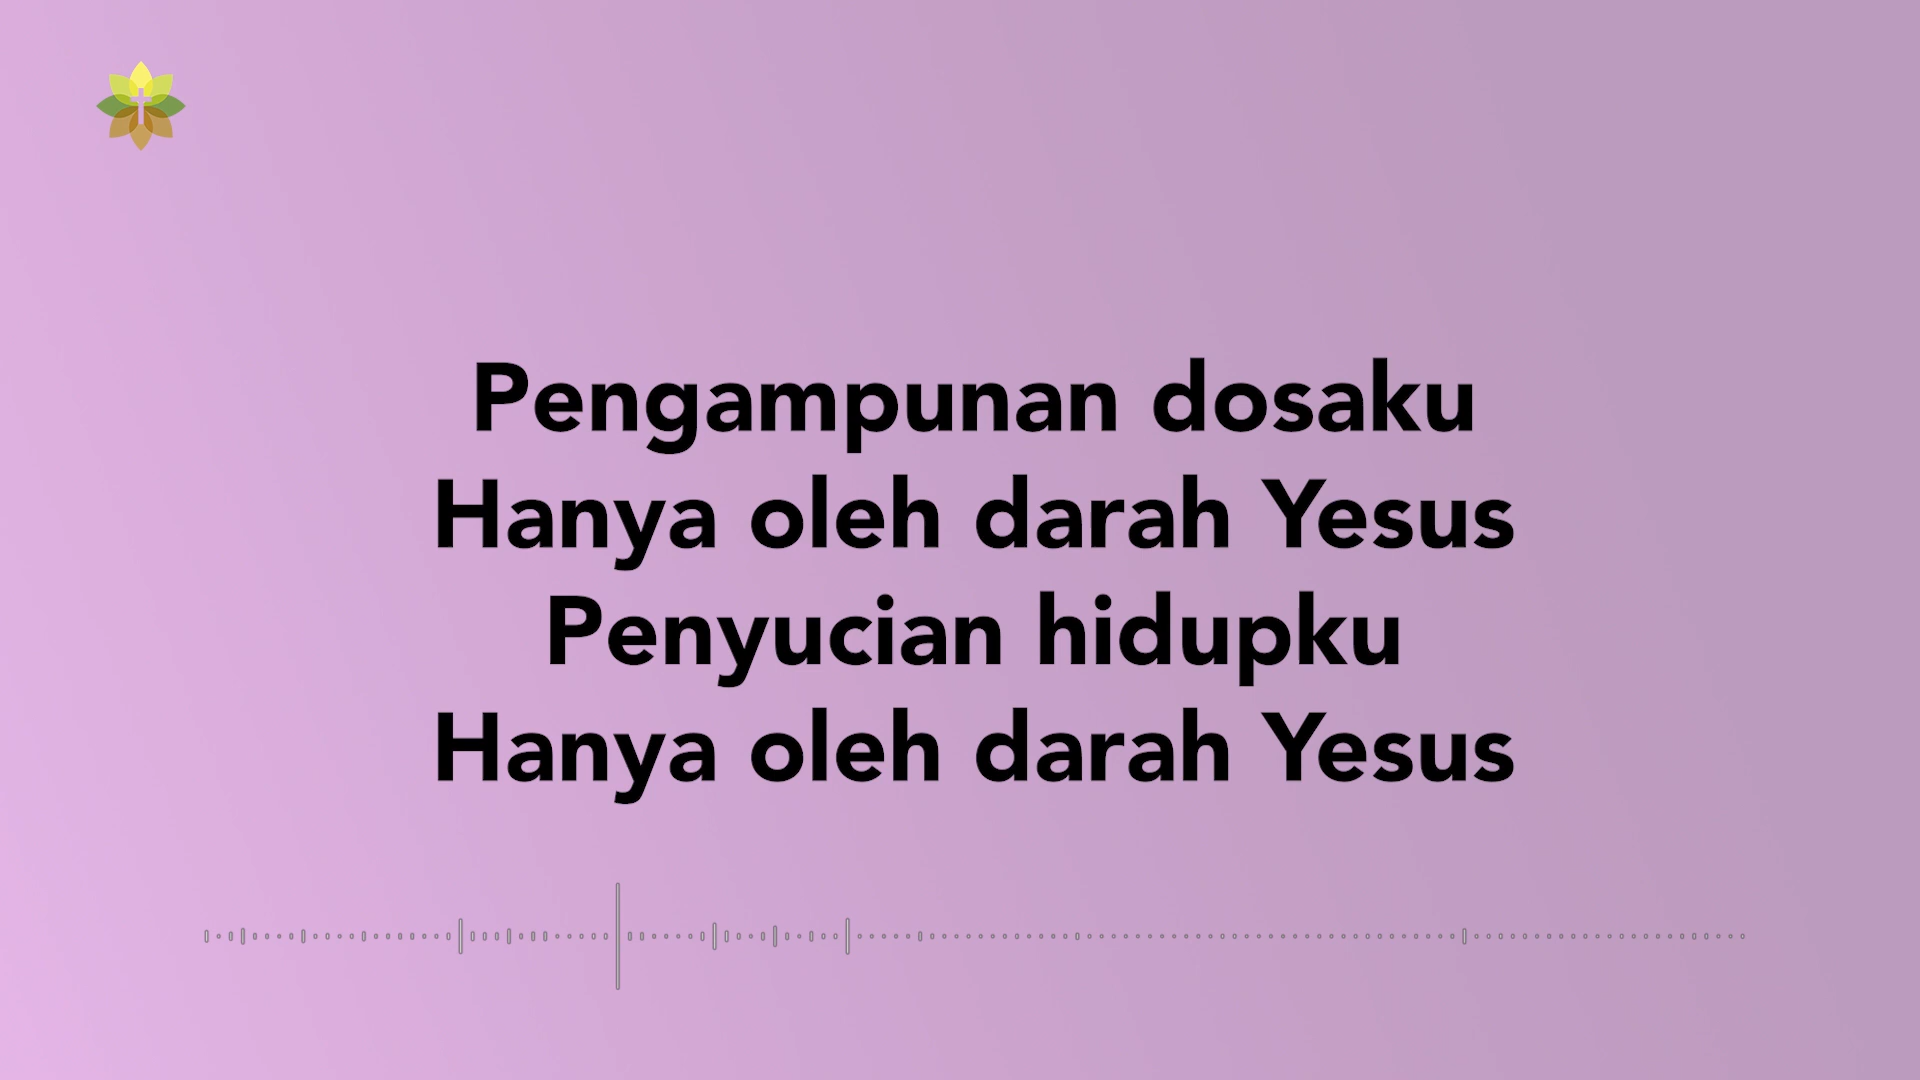 Pengampunan dosaku
Hanya oleh darah Yesus
Penyucian hidupku
Hanya oleh darah Yesus